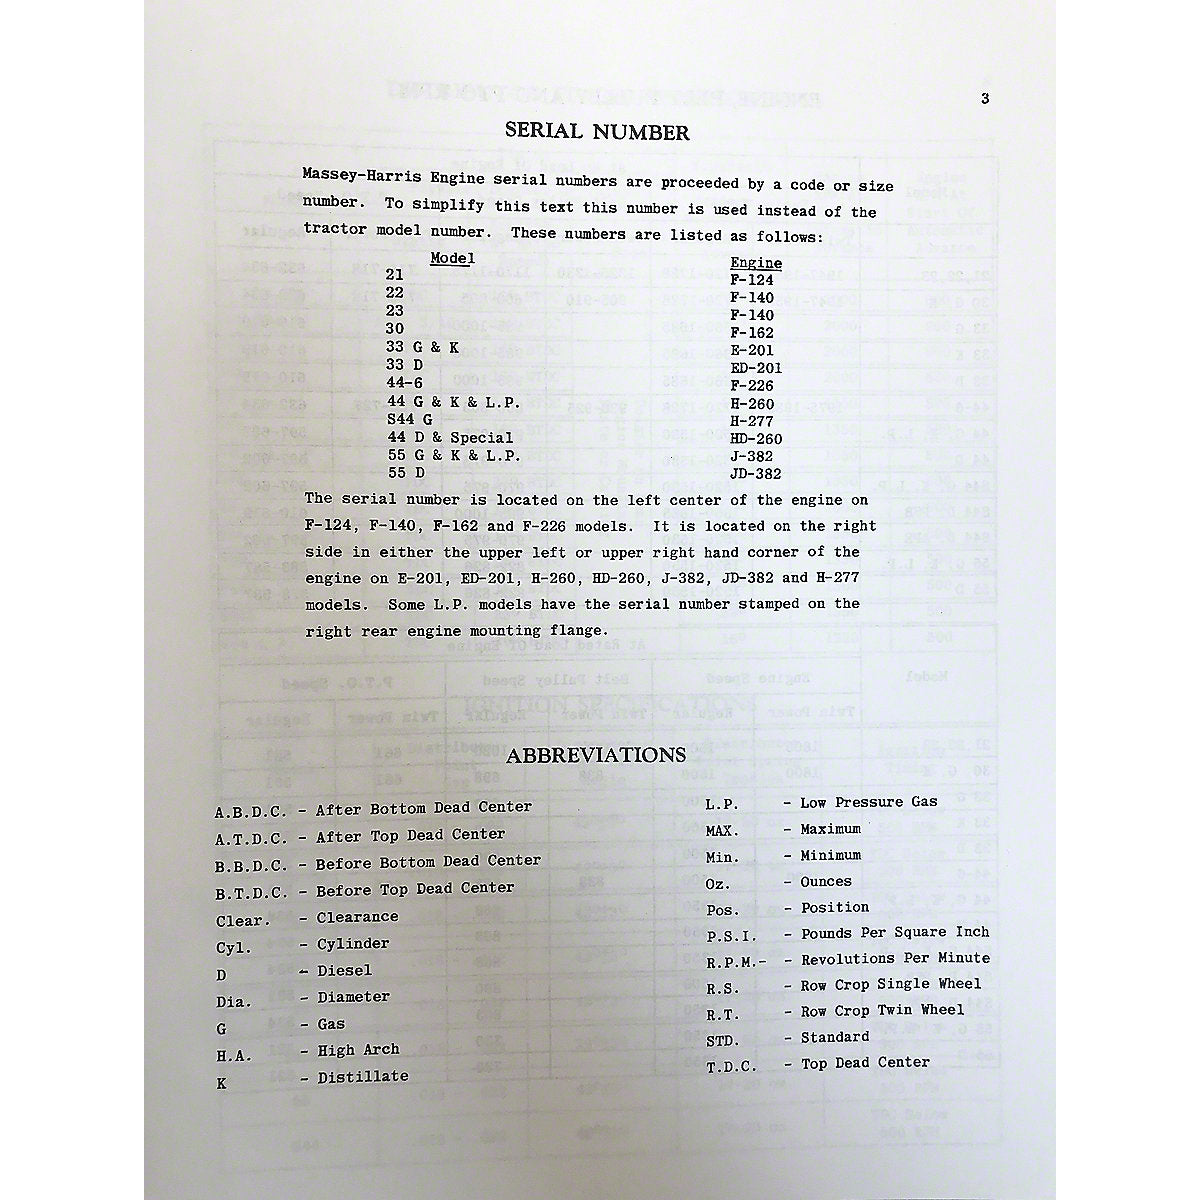 3
SERIAL NUMBER
Massey-Harris Engine serial numbers are proceeded by a code or size
number. To simplify this text this number is used instead of the
tractor model number. These numbers are listed as follows:
Model Engine
21 F-124
22 F-140
23 F-140
30 F-162
33 G & K E-201
33 D ED-201
44-6 F-226
44 G & K & L.P. H-260
S44 G H-277
44 D & Special HD-260
55 G & K & L.P. J-382
55 D JD-382
The serial number is located on the left center of the engine on
F-124, F-140, F-162 and F-226 models. It is located on the right
side in either the upper left or upper right hand corner of the
engine on E-201, ED-201, H-260, HD-260, J-382, JD-382 and H-277
models. Some L.P. models have the serial number stamped on the
right rear engine mounting flange.
ABBREVIATIONS
A.B.D.C. - After Bottom Dead Center
A.T.D.C. - After Top Dead Center
B.B.D.C. - Before Bottom Dead Center
B.T.D.C. - Before Top Dead Center
Clear. - Clearance
Cyl. - Cylinder
D - Diesel
Dia. - Diameter
G - Gas
H.A. - High Arch
K - Distillate
L.P. - Low Pressure Gas
MAX. - Maximum
Min. - Minimum
Oz. - Ounces
Pos. - Position
P.S.I. - Pounds Per Square Inch
R.P.M.- - Revolutions Per Minute
R.S. - Row Crop Single Wheel
R.T. - Row Crop Twin Wheel
STD. - Standard
T.D.C. - Top Dead Center